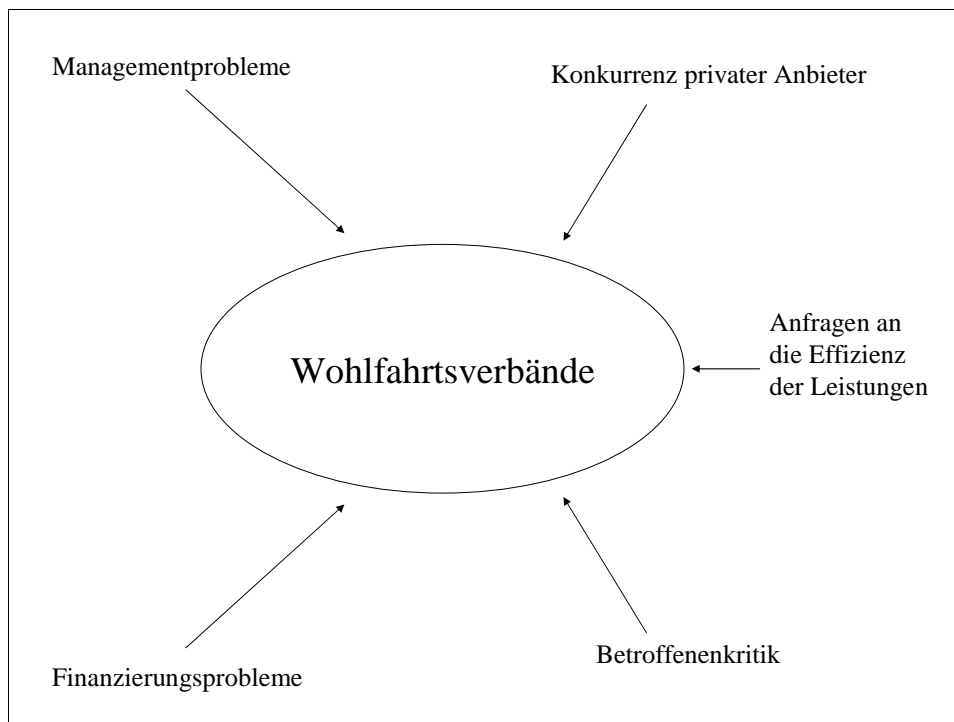 Managementprobleme
Konkurrenz privater Anbieter
Wohlfahrtsverbände
Anfragen an
die Effizienz
der Leistungen
Finanzierungsprobleme
Betroffenenkritik